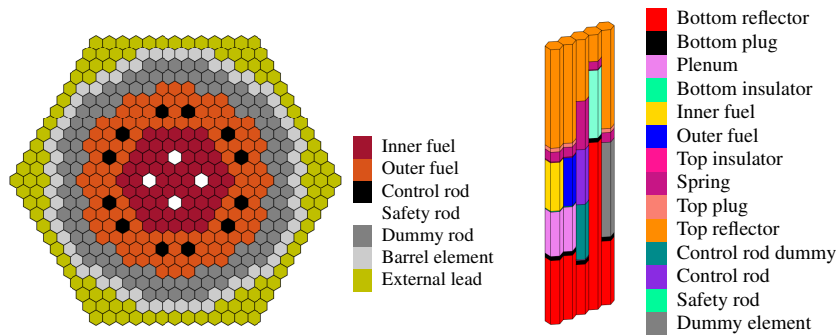 Inner fuel
Outer fuel
Control rod
Safety rod
Dummy rod
Barrel element
External lead
Bottom reflector
Bottom plug
Plenum
Bottom insulator
Inner fuel
Outer fuel
Top insulator
Spring
Top plug
Top reflector
Control rod dummy
Control rod
Safety rod
Dummy element